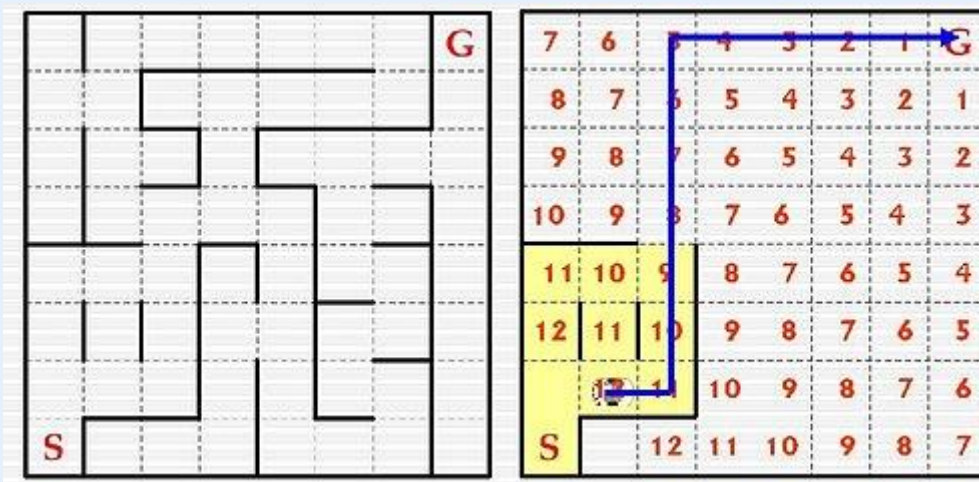 G
S
7 6 5 4 3 2 1 G
8 7 6 5 4 3 2 1
9 8 7 6 5 4 3 2
10 9 8 7 6 5 4 3
11 10 9 8 7 6 5 4
12 11 10 9 8 7 6 5
12 11 10 9 8 7 6
S 12 11 10 9 8 7